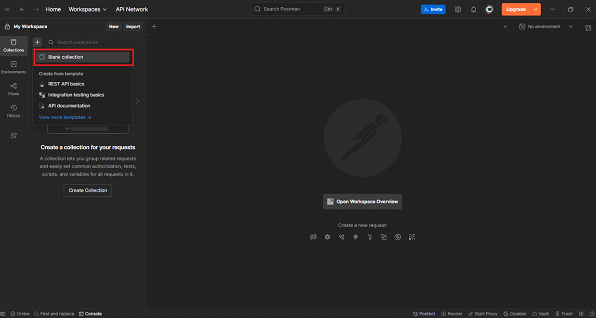 Home Workspaces API Network Search Postman Ctrl K Invite Upgrade
My Workspace New Import + No environment
Collections + Search collections
Blank collection
Environments
Create from template
REST API basics
Flows Integration testing basics
API documentation
History
View more templates →
Create a collection for your requests
A collection lets you group related requests
and easily set common authorization, tests,
scripts, and variables for all requests in it.
Create Collection
Open Workspace Overview
Create a new request:
Online Find and replace Console Postbot Runner Start Proxy Cookies Vault Trash